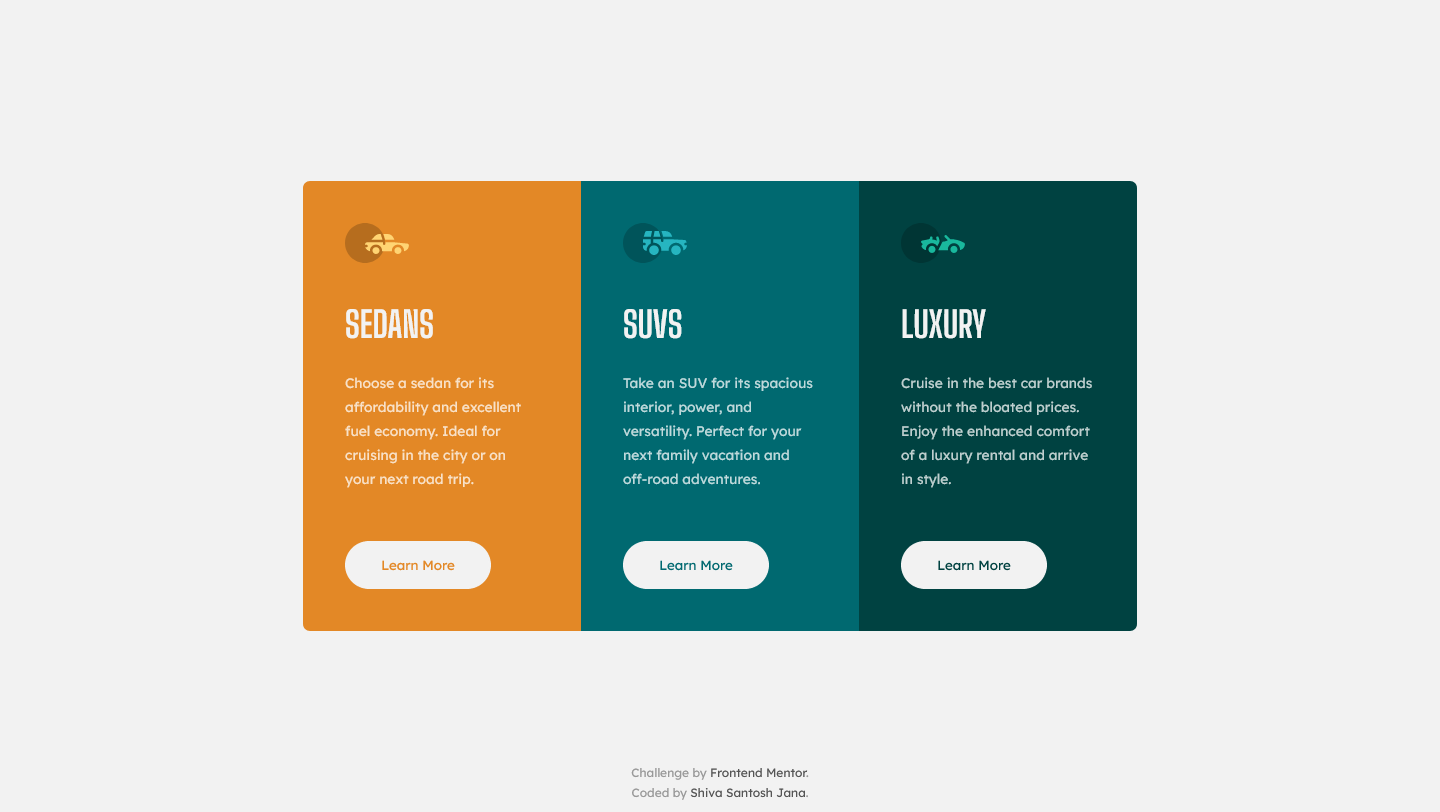 SEDANS
Choose a sedan for its
affordability and excellent
fuel economy. Ideal for
cruising in the city or on
your next road trip.
Learn More
SUVS
Take an SUV for its spacious
interior, power, and
versatility. Perfect for your
next family vacation and
off-road adventures.
Learn More
LUXURY
Cruise in the best car brands
without the bloated prices.
Enjoy the enhanced comfort
of a luxury rental and arrive
in style.
Learn More
Challenge by Frontend Mentor.
Coded by Shiva Santosh Jana.